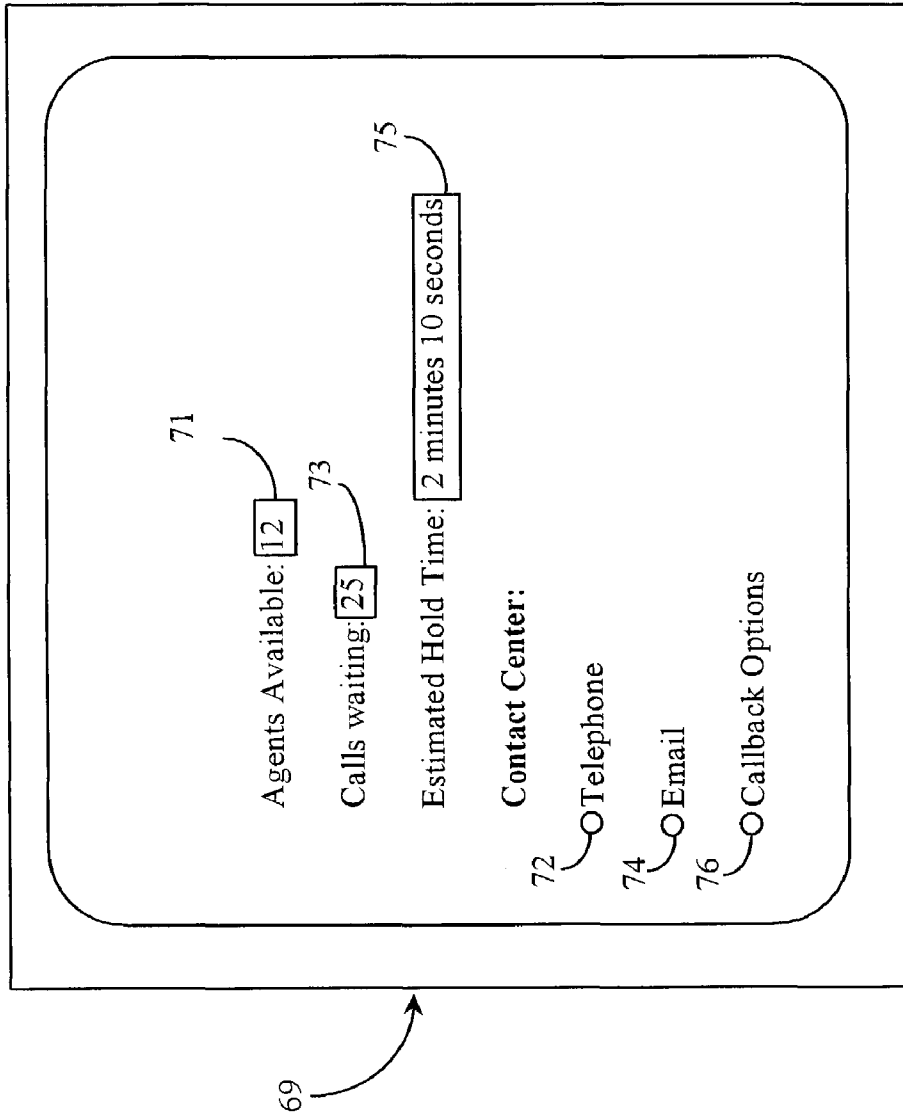 69
71
Agents Available: 12
73
Calls waiting: 25
75
Estimated Hold Time: 2 minutes 10 seconds
Contact Center:
72
Telephone
74
Email
76
Callback Options